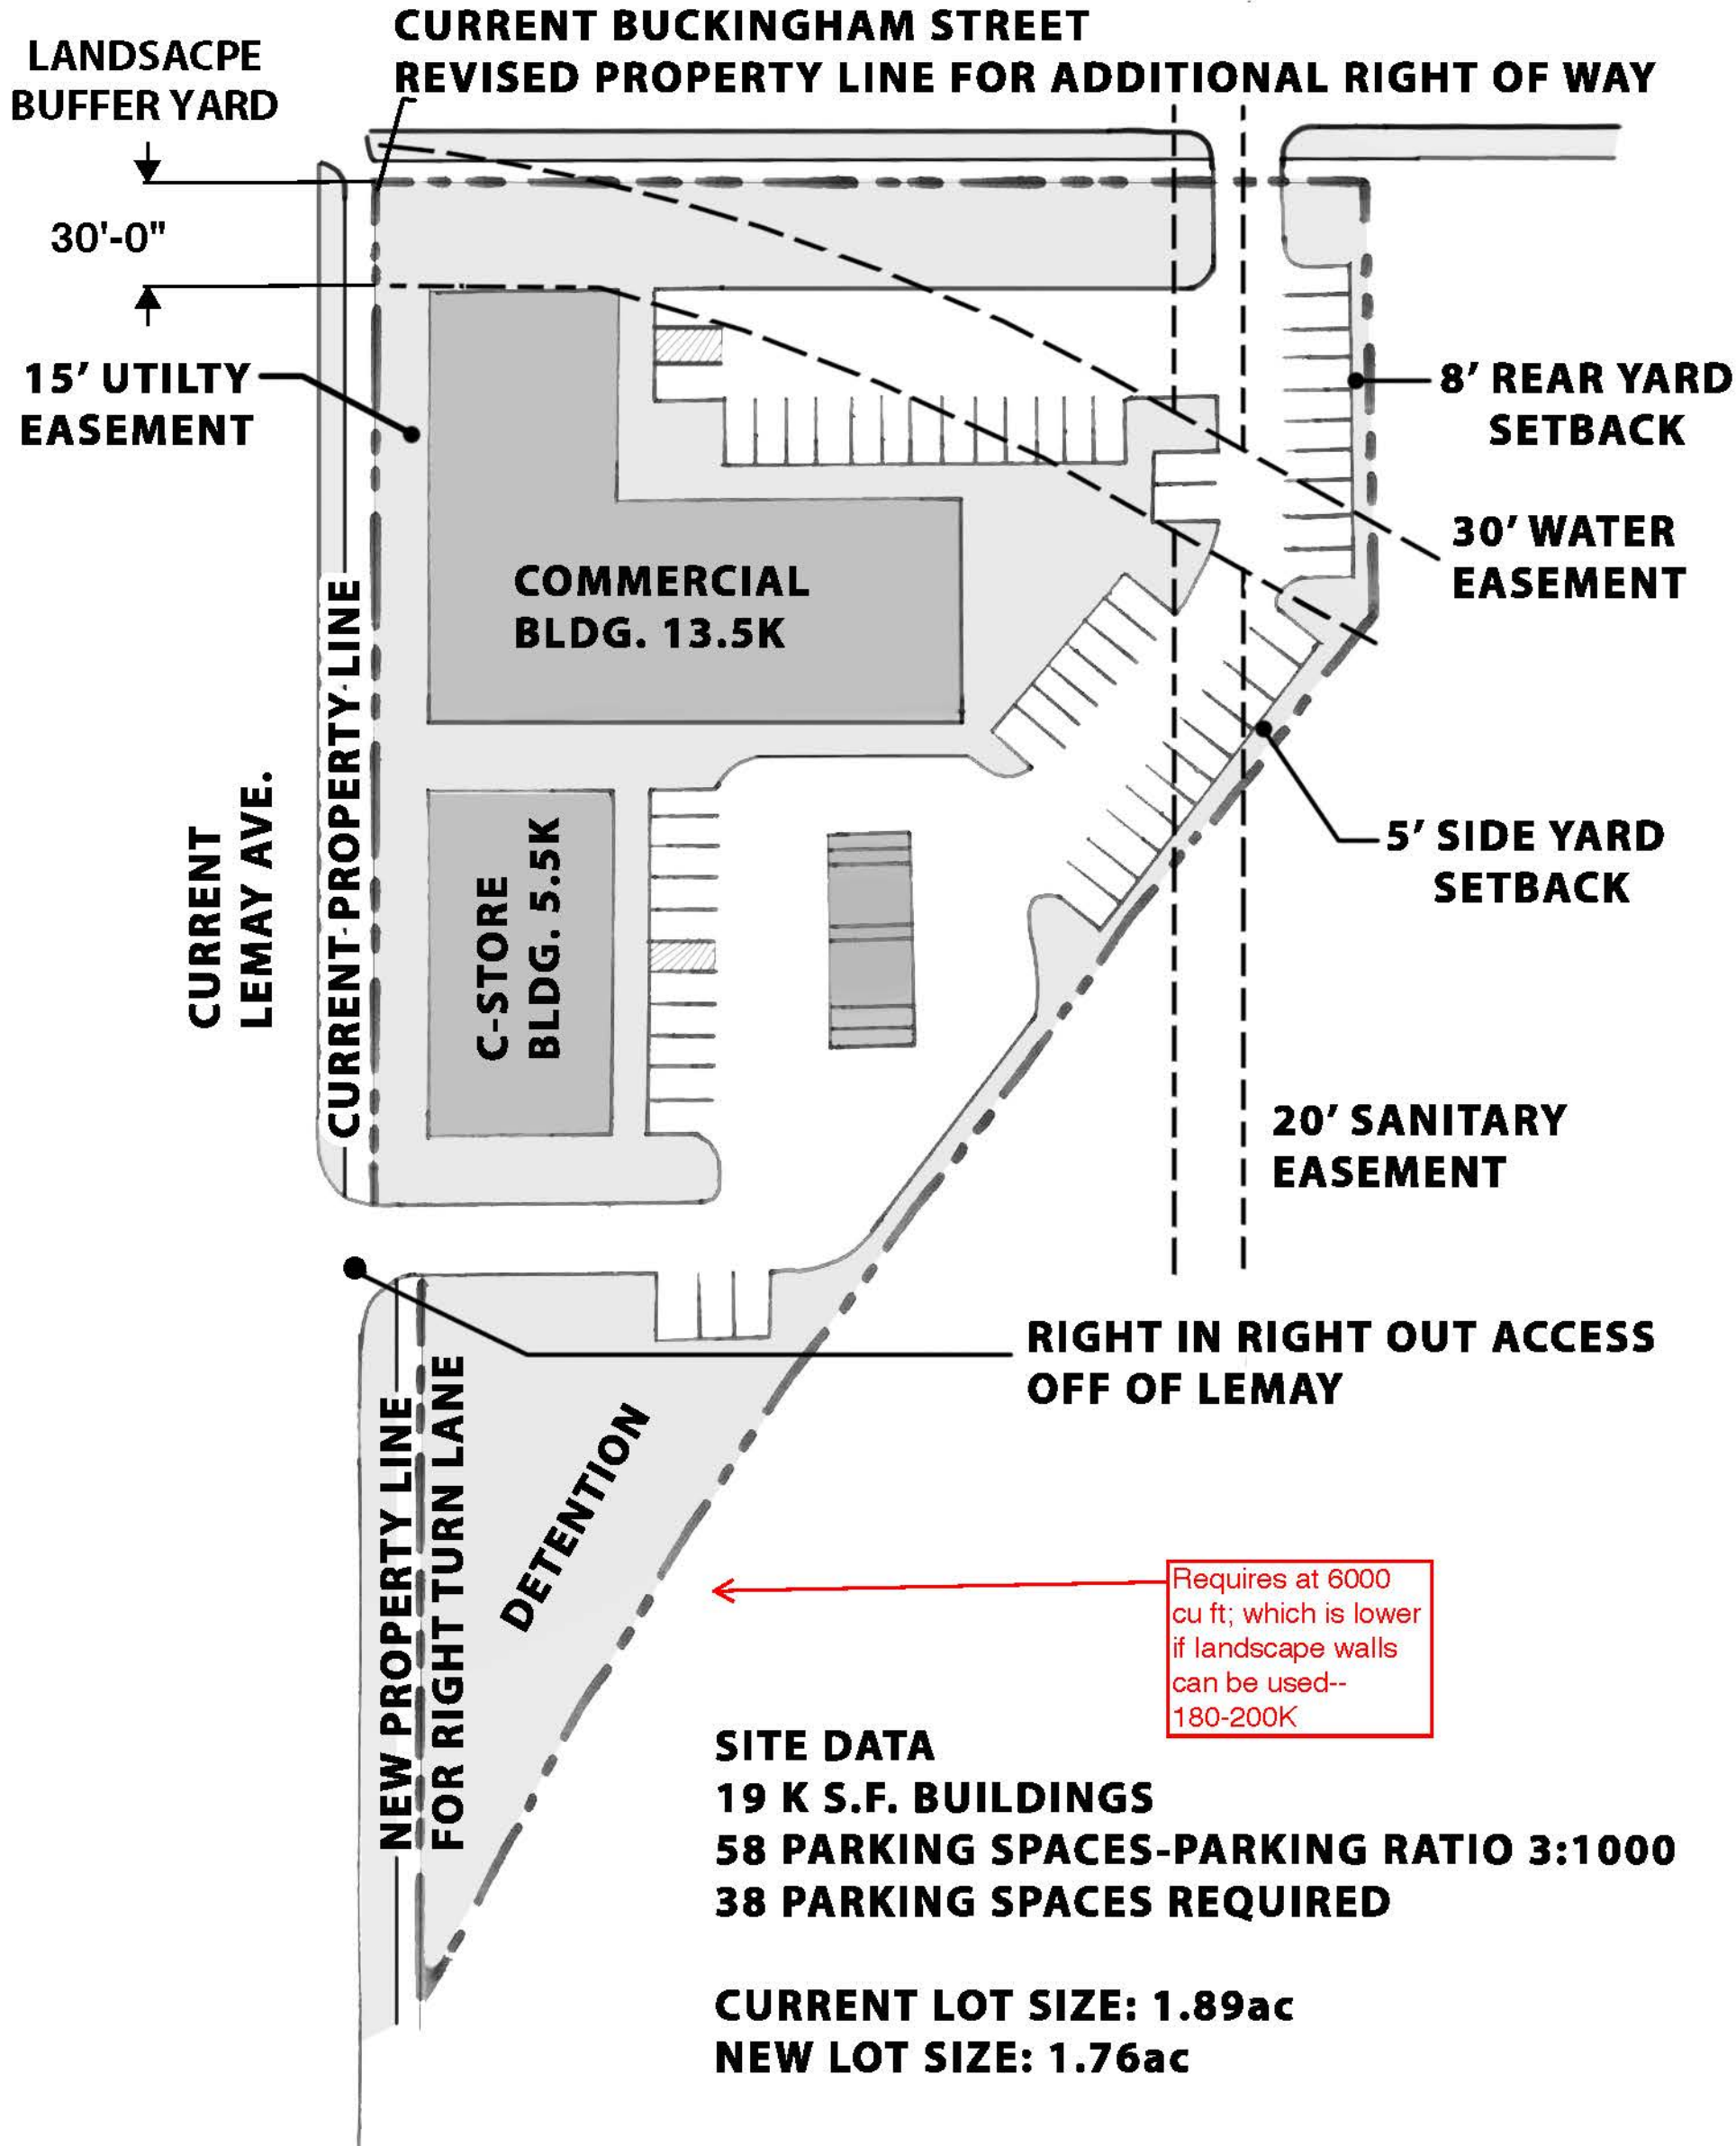 CURRENT BUCKINGHAM STREET
REVISED PROPERTY LINE FOR ADDITIONAL RIGHT OF WAY
LANDSACPE
BUFFER YARD
30'-0"
15' UTILTY
EASEMENT
8' REAR YARD
SETBACK
30' WATER
EASEMENT
COMMERCIAL
BLDG. 13.5K
CURRENT PROPERTY LINE
CURRENT
LEMAY AVE.
C-STORE
BLDG. 5.5K
5' SIDE YARD
SETBACK
20' SANITARY
EASEMENT
RIGHT IN RIGHT OUT ACCESS
OFF OF LEMAY
NEW PROPERTY LINE
FOR RIGHT TURN LANE
DETENTION
Requires at 6000
cu ft; which is lower
if landscape walls
can be used--
180-200K
SITE DATA
19 K S.F. BUILDINGS
58 PARKING SPACES-PARKING RATIO 3:1000
38 PARKING SPACES REQUIRED
CURRENT LOT SIZE: 1.89ac
NEW LOT SIZE: 1.76ac